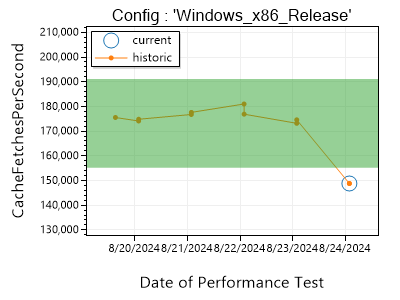 Config : 'Windows_x86_Release'
current
historic
210,000
200,000
190,000
180,000
170,000
160,000
150,000
140,000
130,000
CacheFetchesPerSecond
8/20/2024 8/21/2024 8/22/2024 8/23/2024 8/24/2024
Date of Performance Test